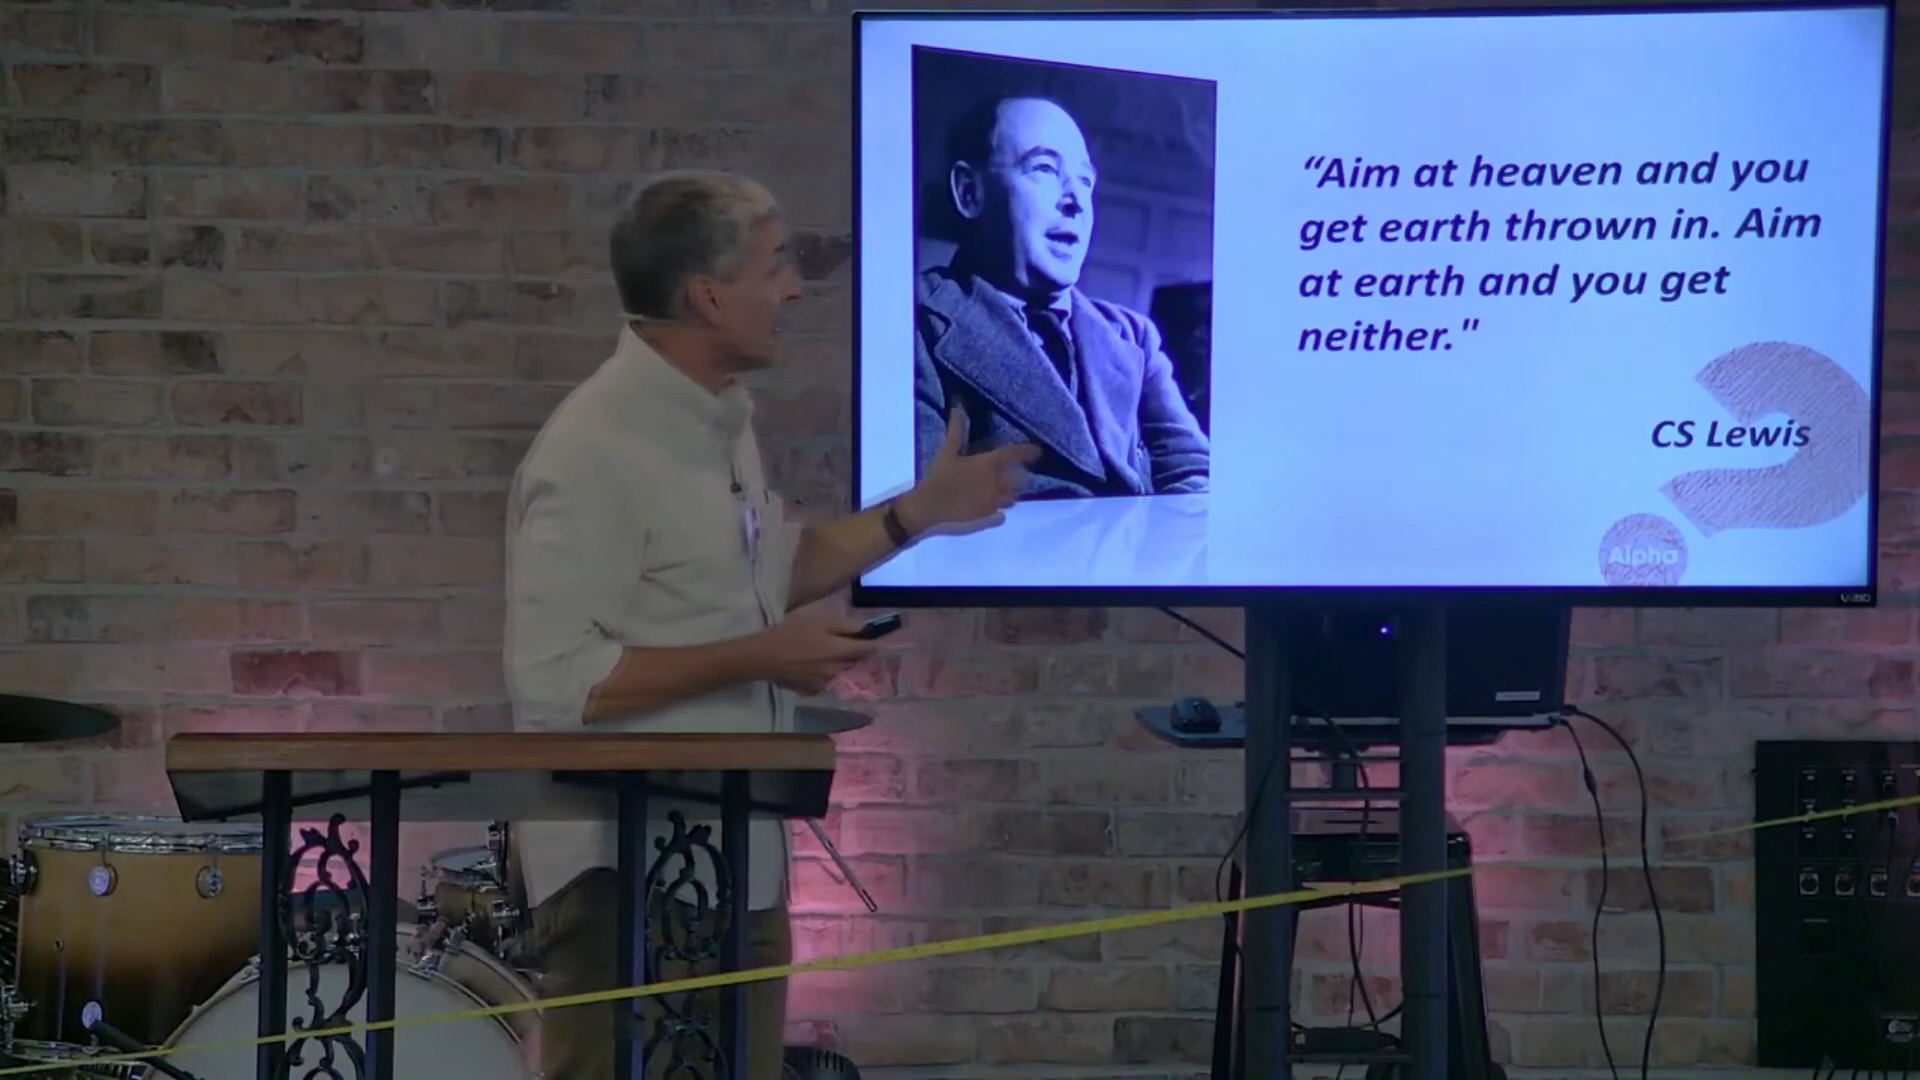 “Aim at heaven and you
get earth thrown in. Aim
at earth and you get
neither."
CS Lewis
Alpha
VIZIO